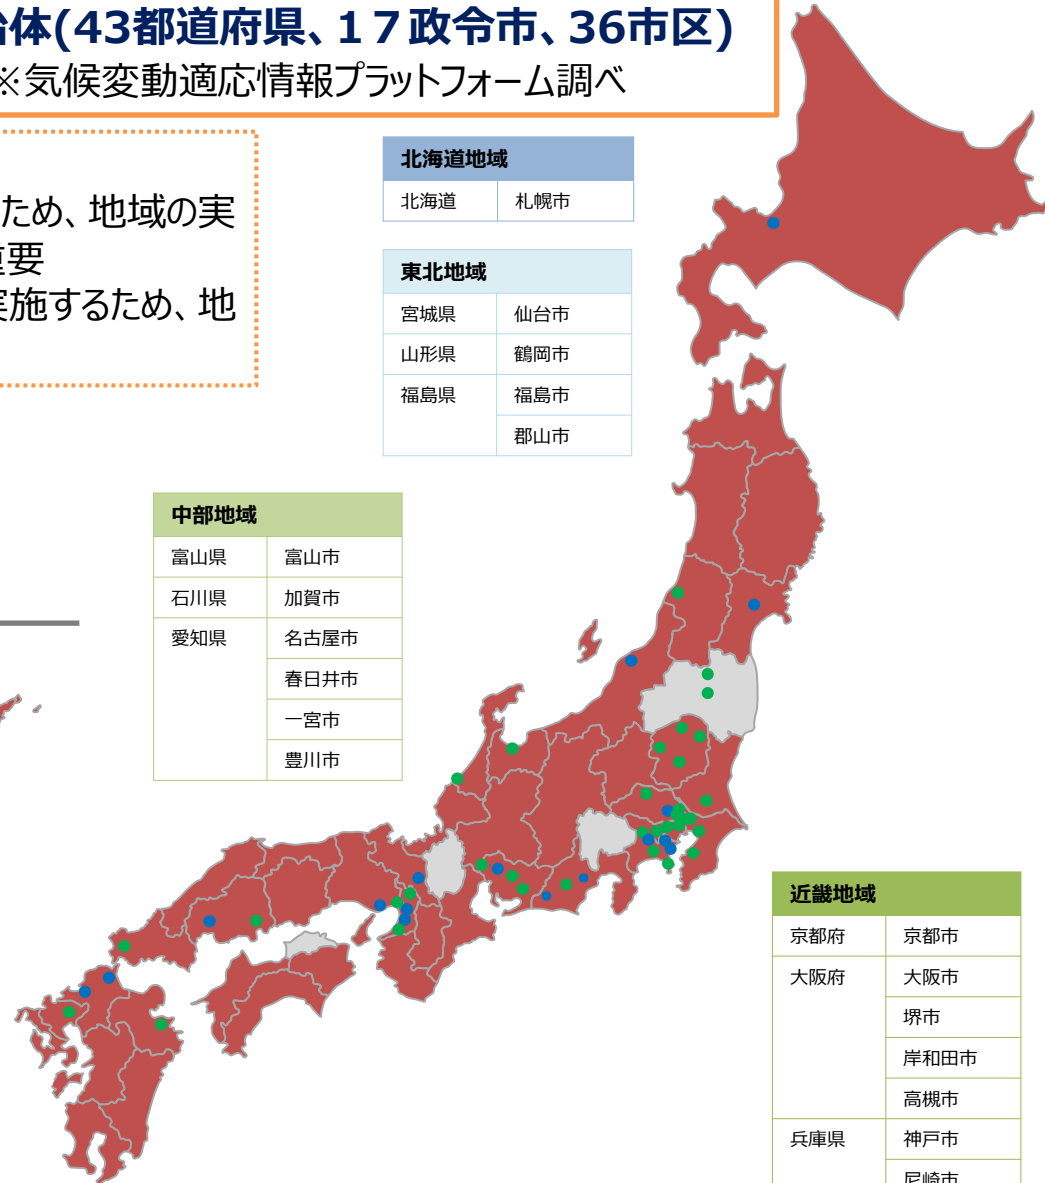 治体(43都道府県、１７政令市、36市区)
※気候変動適応情報プラットフォーム調べ
ため、地域の実
重要
実施するため、地
北海道地域
北海道 札幌市
東北地域
宮城県 仙台市
山形県 鶴岡市
福島県 福島市
郡山市
中部地域
富山県 富山市
石川県 加賀市
愛知県 名古屋市
春日井市
一宮市
豊川市
近畿地域
京都府 京都市
大阪府 大阪市
堺市
岸和田市
高槻市
兵庫県 神戸市
尼崎市